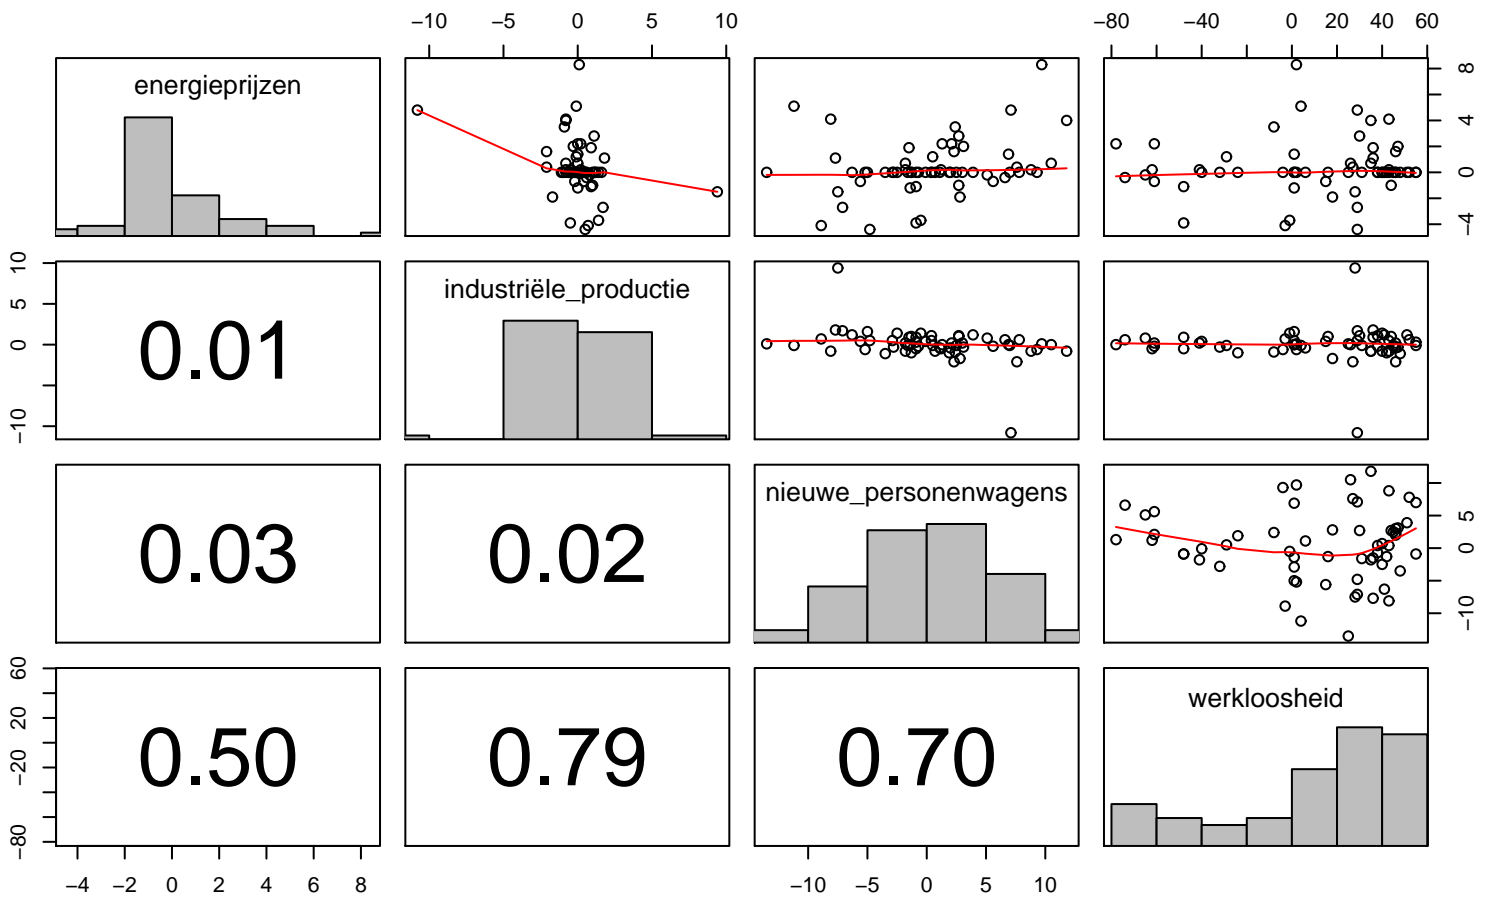 −10 −5 0 5 10
−80 0 20 40 60
energieprijzen
−4 0 4 8
−10 0 5 10
industriële_productie
0.01
nieuwe_personenwagens
0.03
0.02
−10 0 5
−80 −20 20 60
werkloosheid
0.50
0.79
0.70
−4 −2 0 2 4 6 8
−10 −5 0 5 10